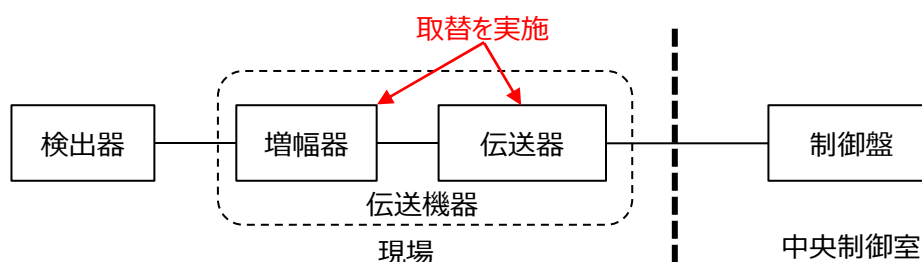 取替を実施
検出器
増幅器
伝送器
制御盤
伝送機器
現場
中央制御室